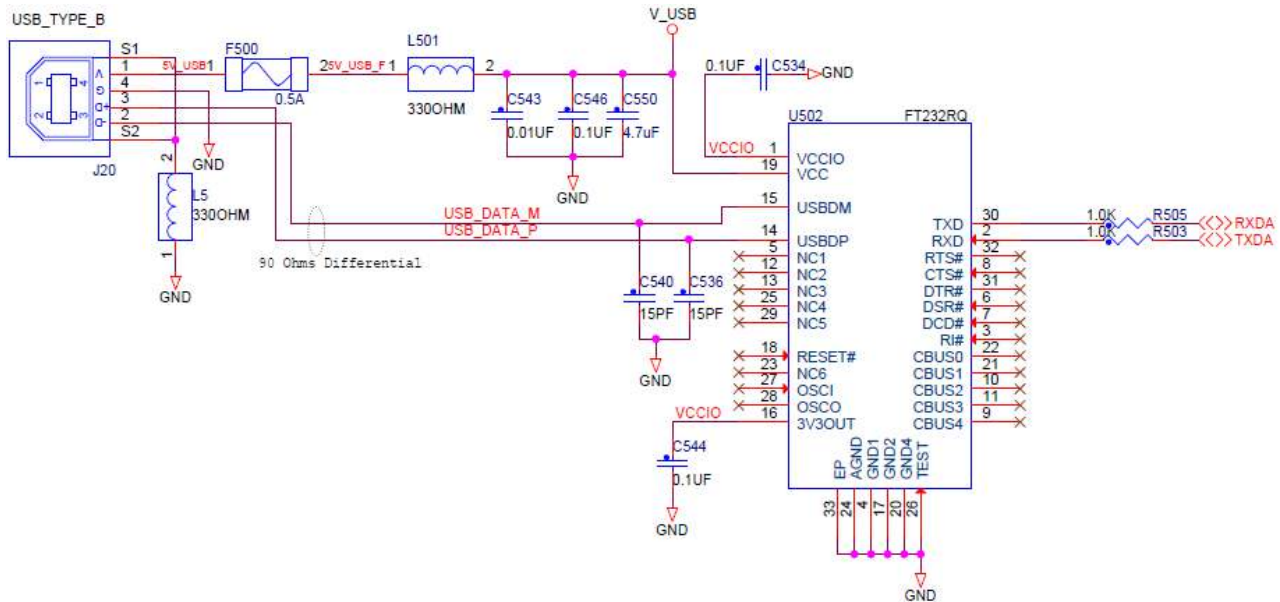 USB_TYPE_B
S1
1
4
3
2
S2
V
G
D+
D-
1 4
2 3
J20
5V_USB 1
F500
0.5A
2 5V_USB_F 1
L501
2
330OHM
V_USB
C543
0.01UF
C546
0.1UF
C550
4.7uF
GND
GND
2
L5
330OHM
1
GND
USB_DATA_M
USB_DATA_P
90 Ohms Differential
C540
15PF
C536
15PF
GND
0.1UF
C534
GND
U502
FT232RQ
VCCIO
1 VCCIO
19 VCC
15 USBDM
14 USBDP
5 NC1
12 NC2
13 NC3
25 NC4
29 NC5
18 RESET#
23 NC6
27 OSCI
28 OSCO
16 3V3OUT
VCCIO
C544
0.1UF
GND
TXD 30
RXD 2
RTS# 32
CTS# 8
DTR# 31
DSR# 6
DCD# 7
RI# 3
CBUS0 22
CBUS1 21
CBUS2 10
CBUS3 11
CBUS4 9
1.0K R505 RXDA
1.0K R503 TXDA
EP 33
AGND 24
GND1 4
GND2 17
GND4 20
TEST 26
GND